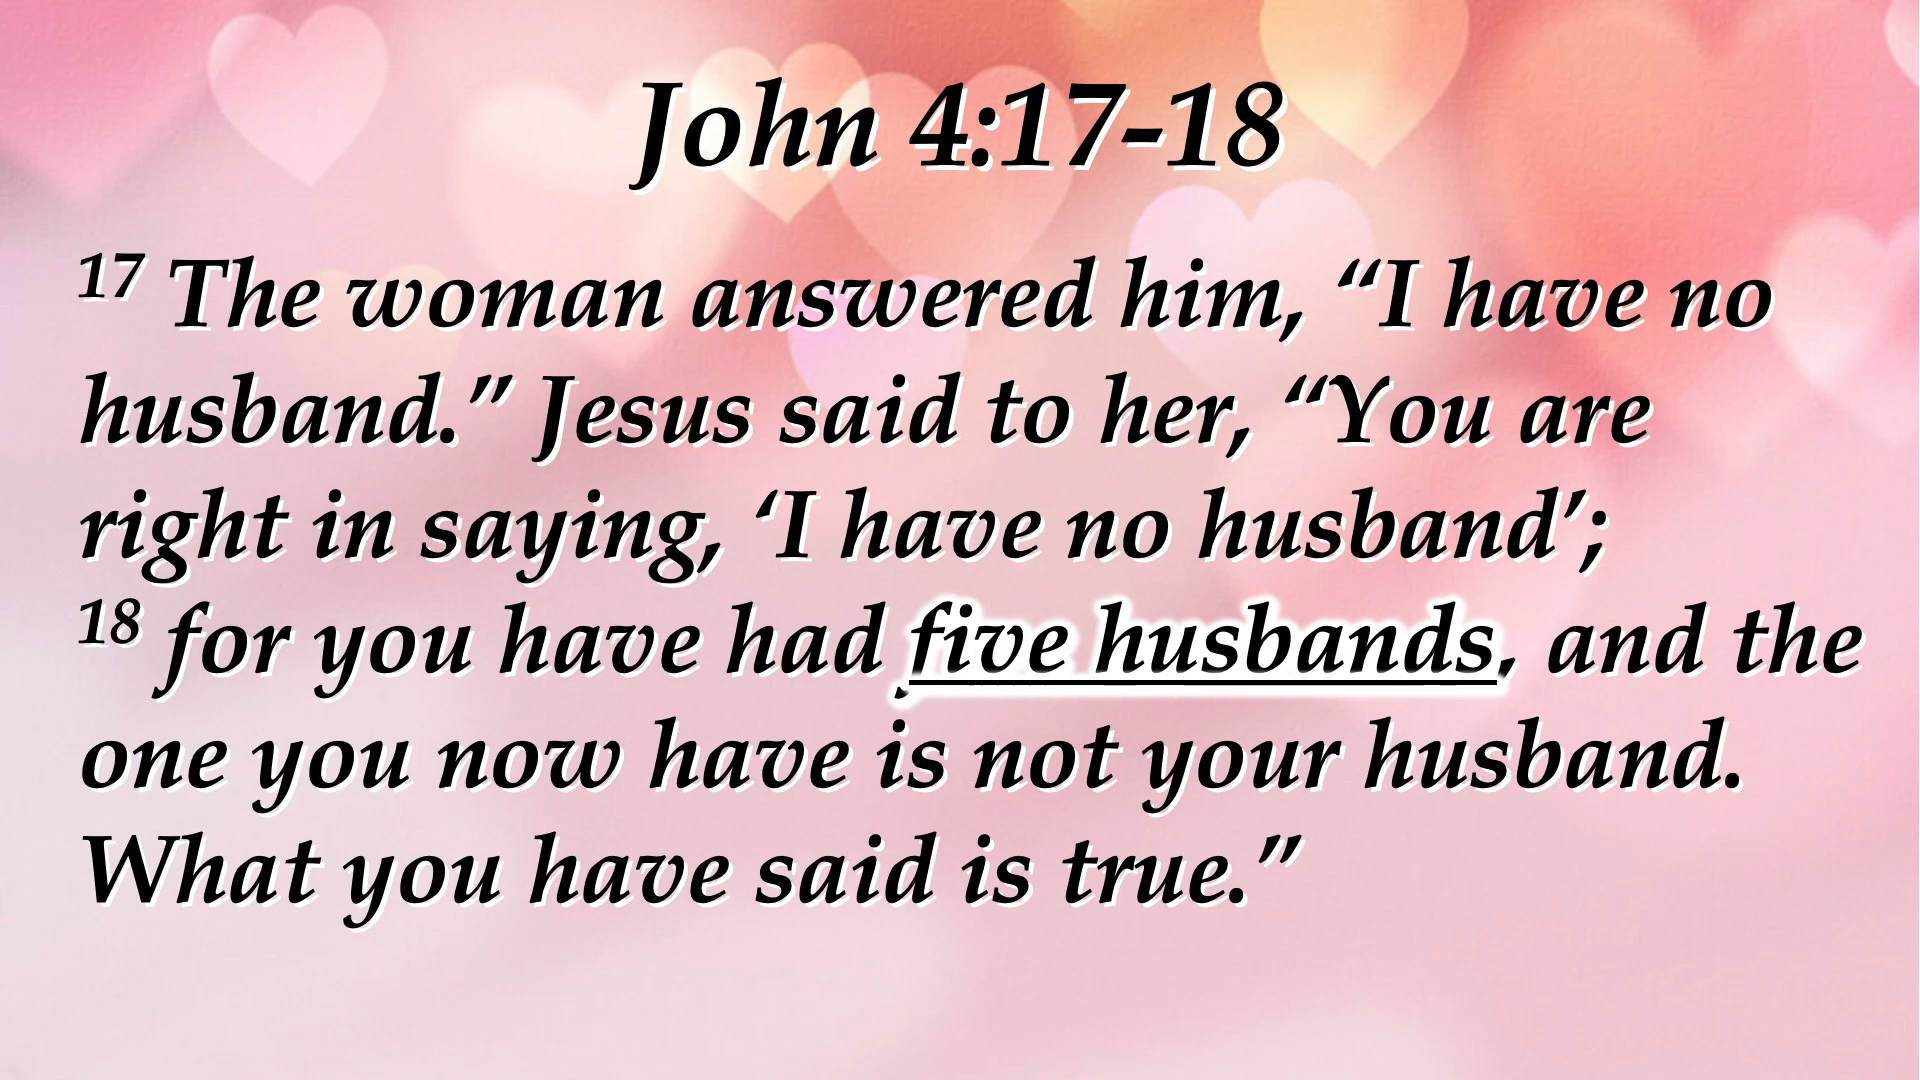 John 4:17-18
17 The woman answered him, “I have no
husband.” Jesus said to her, “You are
right in saying, ‘I have no husband’;
18 for you have had five husbands, and the
one you now have is not your husband.
What you have said is true.”